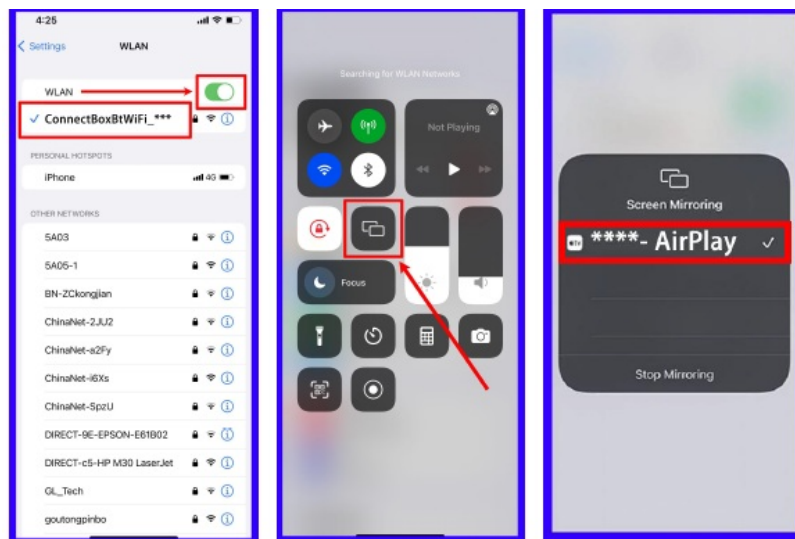 4:25
Settings
WLAN
WLAN
ConnectBoxBtWiFi_***
PERSONAL HOTSPOTS
iPhone
4G
OTHER NETWORKS
5A03
5A05-1
BN-ZCkongjian
ChinaNet-2JU2
ChinaNet-a2Fy
ChinaNet-i6Xs
ChinaNet-SpzU
DIRECT-9E-EPSON-E61B02
DIRECT-c5-HP M30 LaserJet
GL_Tech
goutongpinbo
Searching for WLAN Networks
Not Playing
Focus
Screen Mirroring
tv
****- AirPlay
Stop Mirroring